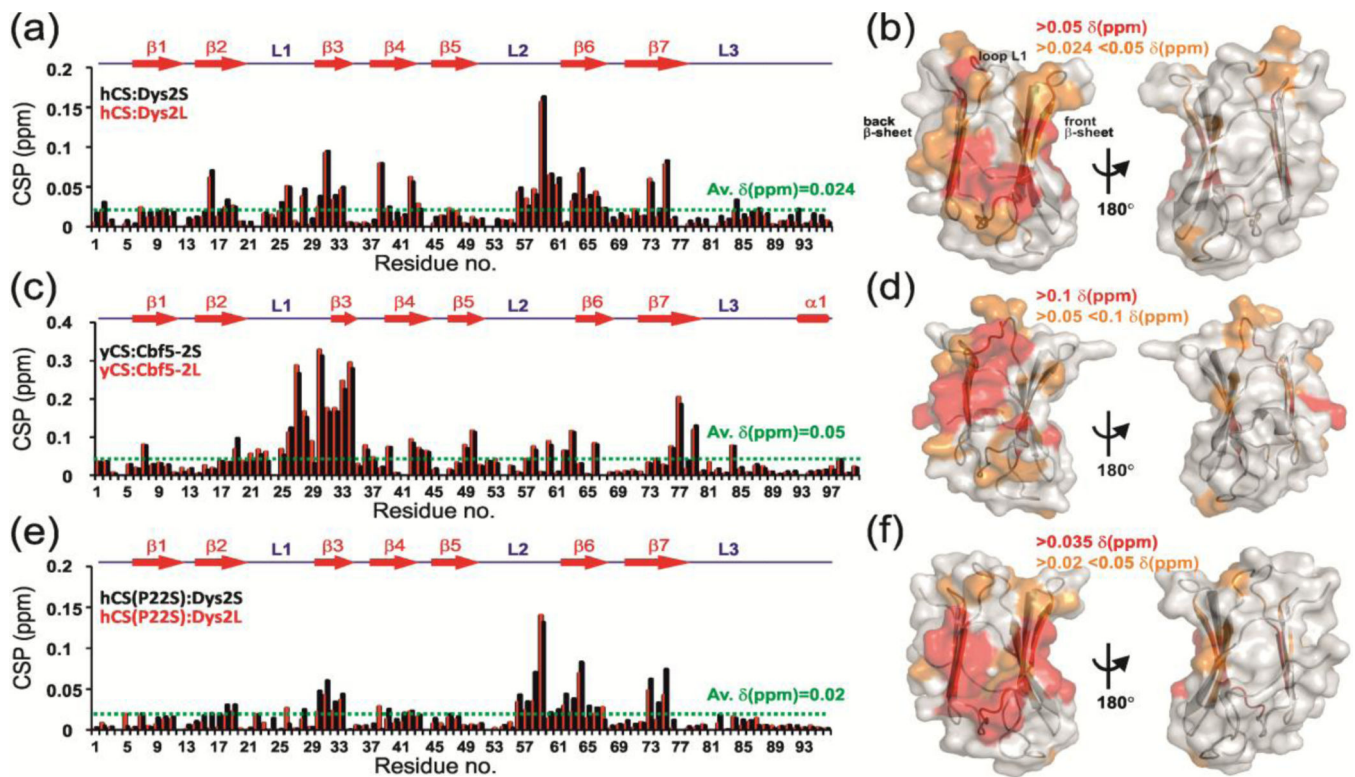 (a)
β1 β2 L1 β3 β4 β5 L2 β6 β7 L3
0.2
0.15
0.1
0.05
0
CSP (ppm)
hCS:Dys2S
hCS:Dys2L
Av. δ(ppm)=0.024
1 5 9 13 17 21 25 29 33 37 41 45 49 53 57 61 65 69 73 77 81 85 89 93
Residue no.
(b)
>0.05 δ(ppm)
>0.024 <0.05 δ(ppm)
loop L1
back
β-sheet
front
β-sheet
180°
(c)
β1 β2 L1 β3 β4 β5 L2 β6 β7 L3 α1
0.4
0.3
0.2
0.1
0
CSP (ppm)
yCS:Cbf5-2S
yCS:Cbf5-2L
Av. δ(ppm)=0.05
1 5 9 13 17 21 25 29 33 37 41 45 49 53 57 61 65 69 73 77 81 85 89 93 97
Residue no.
(d)
>0.1 δ(ppm)
>0.05 <0.1 δ(ppm)
180°
(e)
β1 β2 L1 β3 β4 β5 L2 β6 β7 L3
0.2
0.15
0.1
0.05
0
CSP (ppm)
hCS(P22S):Dys2S
hCS(P22S):Dys2L
Av. δ(ppm)=0.02
1 5 9 13 17 21 25 29 33 37 41 45 49 53 57 61 65 69 73 77 81 85 89 93
Residue no.
(f)
>0.035 δ(ppm)
>0.02 <0.05 δ(ppm)
180°